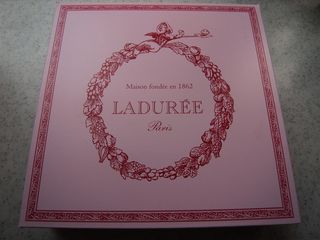 Maison fondée en 1862
LADURÉE
Paris